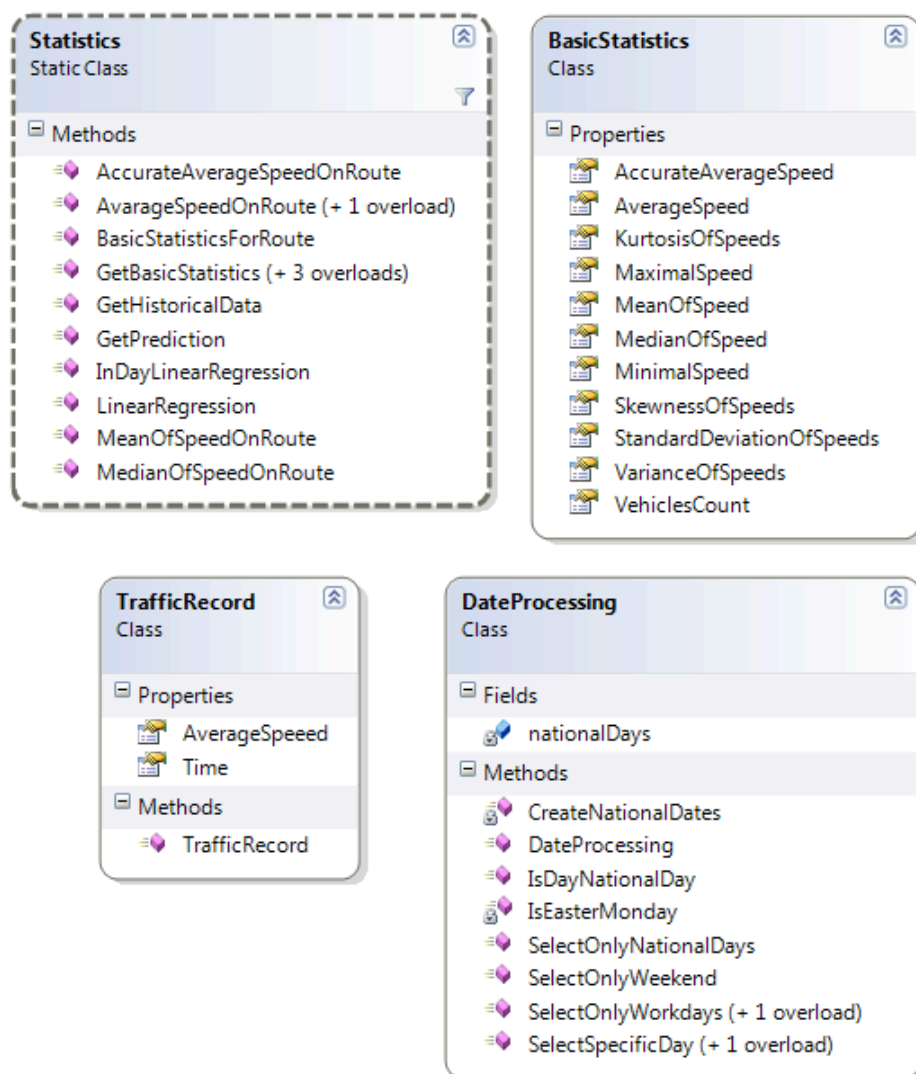 Statistics
Static Class
Methods
AccurateAverageSpeedOnRoute
AvarageSpeedOnRoute (+ 1 overload)
BasicStatisticsForRoute
GetBasicStatistics (+ 3 overloads)
GetHistoricalData
GetPrediction
InDayLinearRegression
LinearRegression
MeanOfSpeedOnRoute
MedianOfSpeedOnRoute
BasicStatistics
Class
Properties
AccurateAverageSpeed
AverageSpeed
KurtosisOfSpeeds
MaximalSpeed
MeanOfSpeed
MedianOfSpeed
MinimalSpeed
SkewnessOfSpeeds
StandardDeviationOfSpeeds
VarianceOfSpeeds
VehiclesCount
TrafficRecord
Class
Properties
AverageSpeeed
Time
Methods
TrafficRecord
DateProcessing
Class
Fields
nationalDays
Methods
CreateNationalDates
DateProcessing
IsDayNationalDay
IsEasterMonday
SelectOnlyNationalDays
SelectOnlyWeekend
SelectOnlyWorkdays (+ 1 overload)
SelectSpecificDay (+ 1 overload)